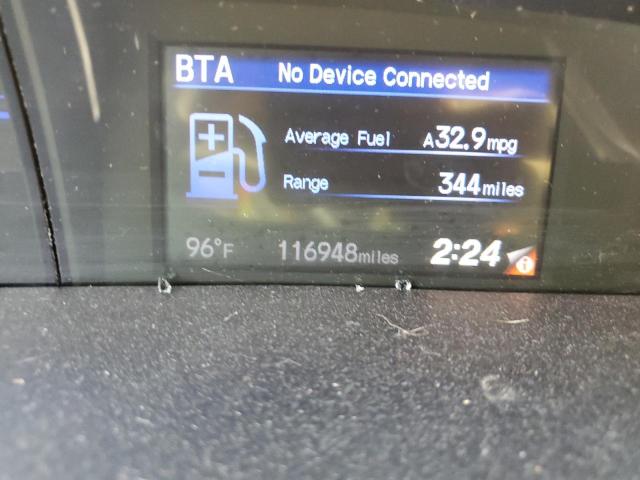 BTA No Device Connected
Average Fuel A32.9mpg
Range 344miles
96°F 116948miles 2:24 i